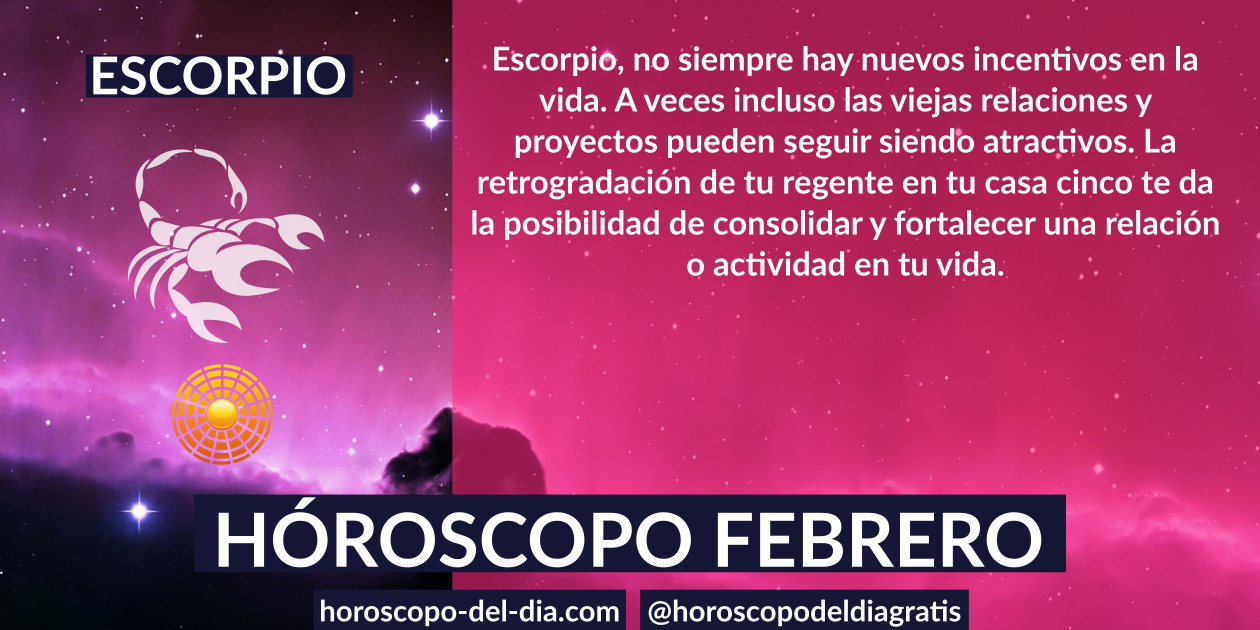 ESCORPIO
Escorpio, no siempre hay nuevos incentivos en la
vida. A veces incluso las viejas relaciones y
proyectos pueden seguir siendo atractivos. La
retrogradación de tu regente en tu casa cinco te da
la posibilidad de consolidar y fortalecer una relación
o actividad en tu vida.
HÓROSCOPO FEBRERO
horoscopo-del-dia.com
@horoscopodeldiagratis